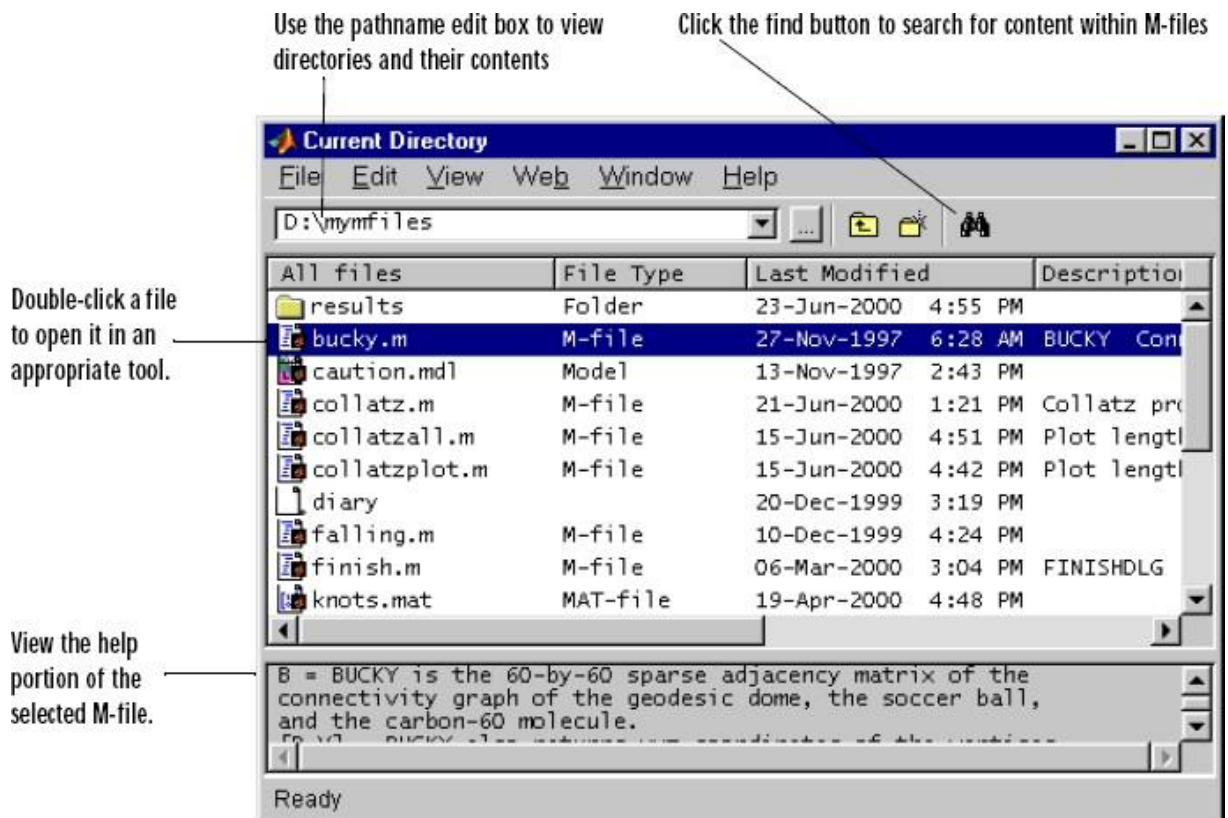 Use the pathname edit box to view
directories and their contents
Click the find button to search for content within M-files
Current Directory
File Edit View Web Window Help
D:\mymfiles
...
All files File Type Last Modified
results Folder 23-Jun-2000 4:55 PM
Double-click a file
to open it in an
appropriate tool.
bucky.m M-file 27-Nov-1997 6:28 AM BUCKY
caution.mdl Model 13-Nov-1997 2:43 PM
collatz.m M-file 21-Jun-2000 1:21 PM Collatz
collatzall.m M-file 15-Jun-2000 4:51 PM Plot
collatzplot.m M-file 15-Jun-2000 4:42 PM Plot
diary 20-Dec-1999 3:19 PM
falling.m M-file 10-Dec-1999 4:24 PM
finish.m M-file 06-Mar-2000 3:04 PM FINISHDLG
knots.mat MAT-file 19-Apr-2000 4:48 PM
View the help
portion of the
selected M-file.
B = BUCKY is the 60-by-60 sparse adjacency matrix of the
connectivity graph of the geodesic dome, the soccer ball,
and the carbon-60 molecule.
Ready